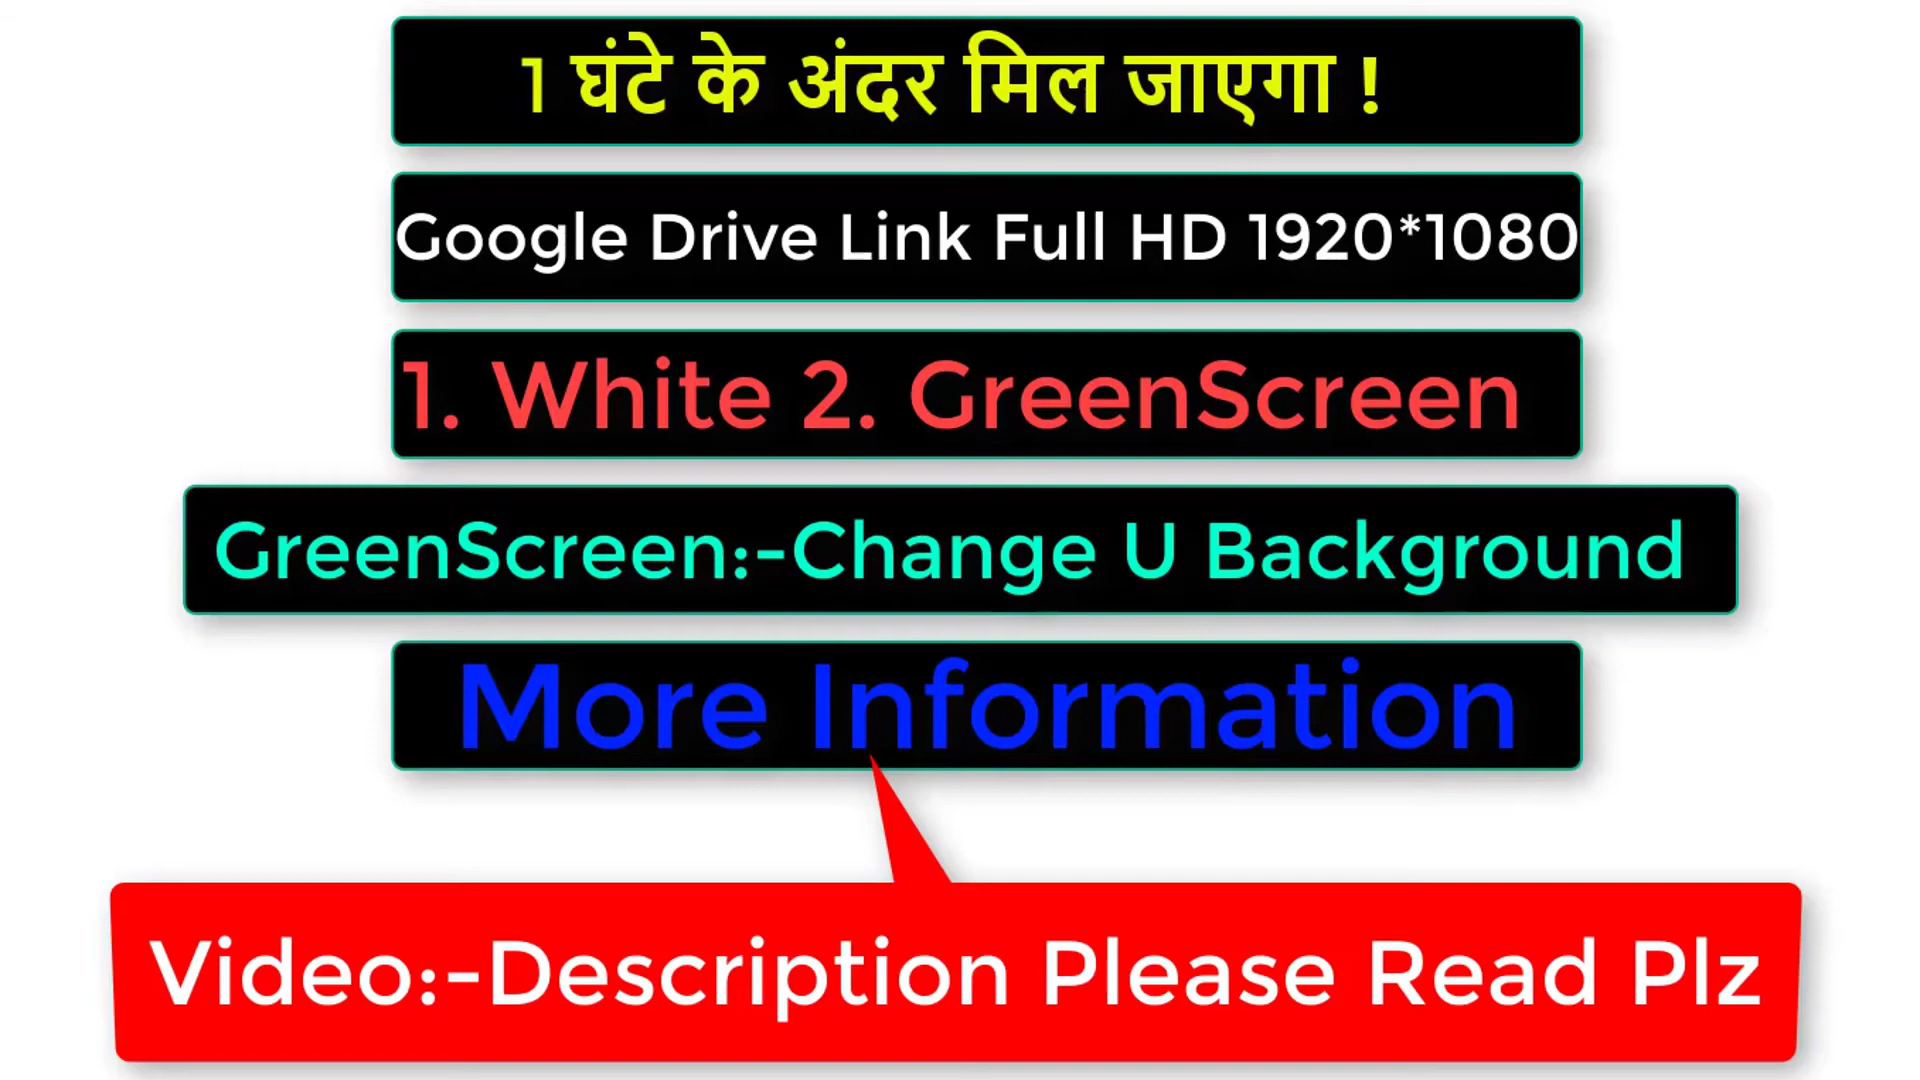 1 घंटे के अंदर मिल जाएगा !
Google Drive Link Full HD 1920*1080
1. White 2. GreenScreen
GreenScreen:-Change U Background
More Information
Video:-Description Please Read Plz